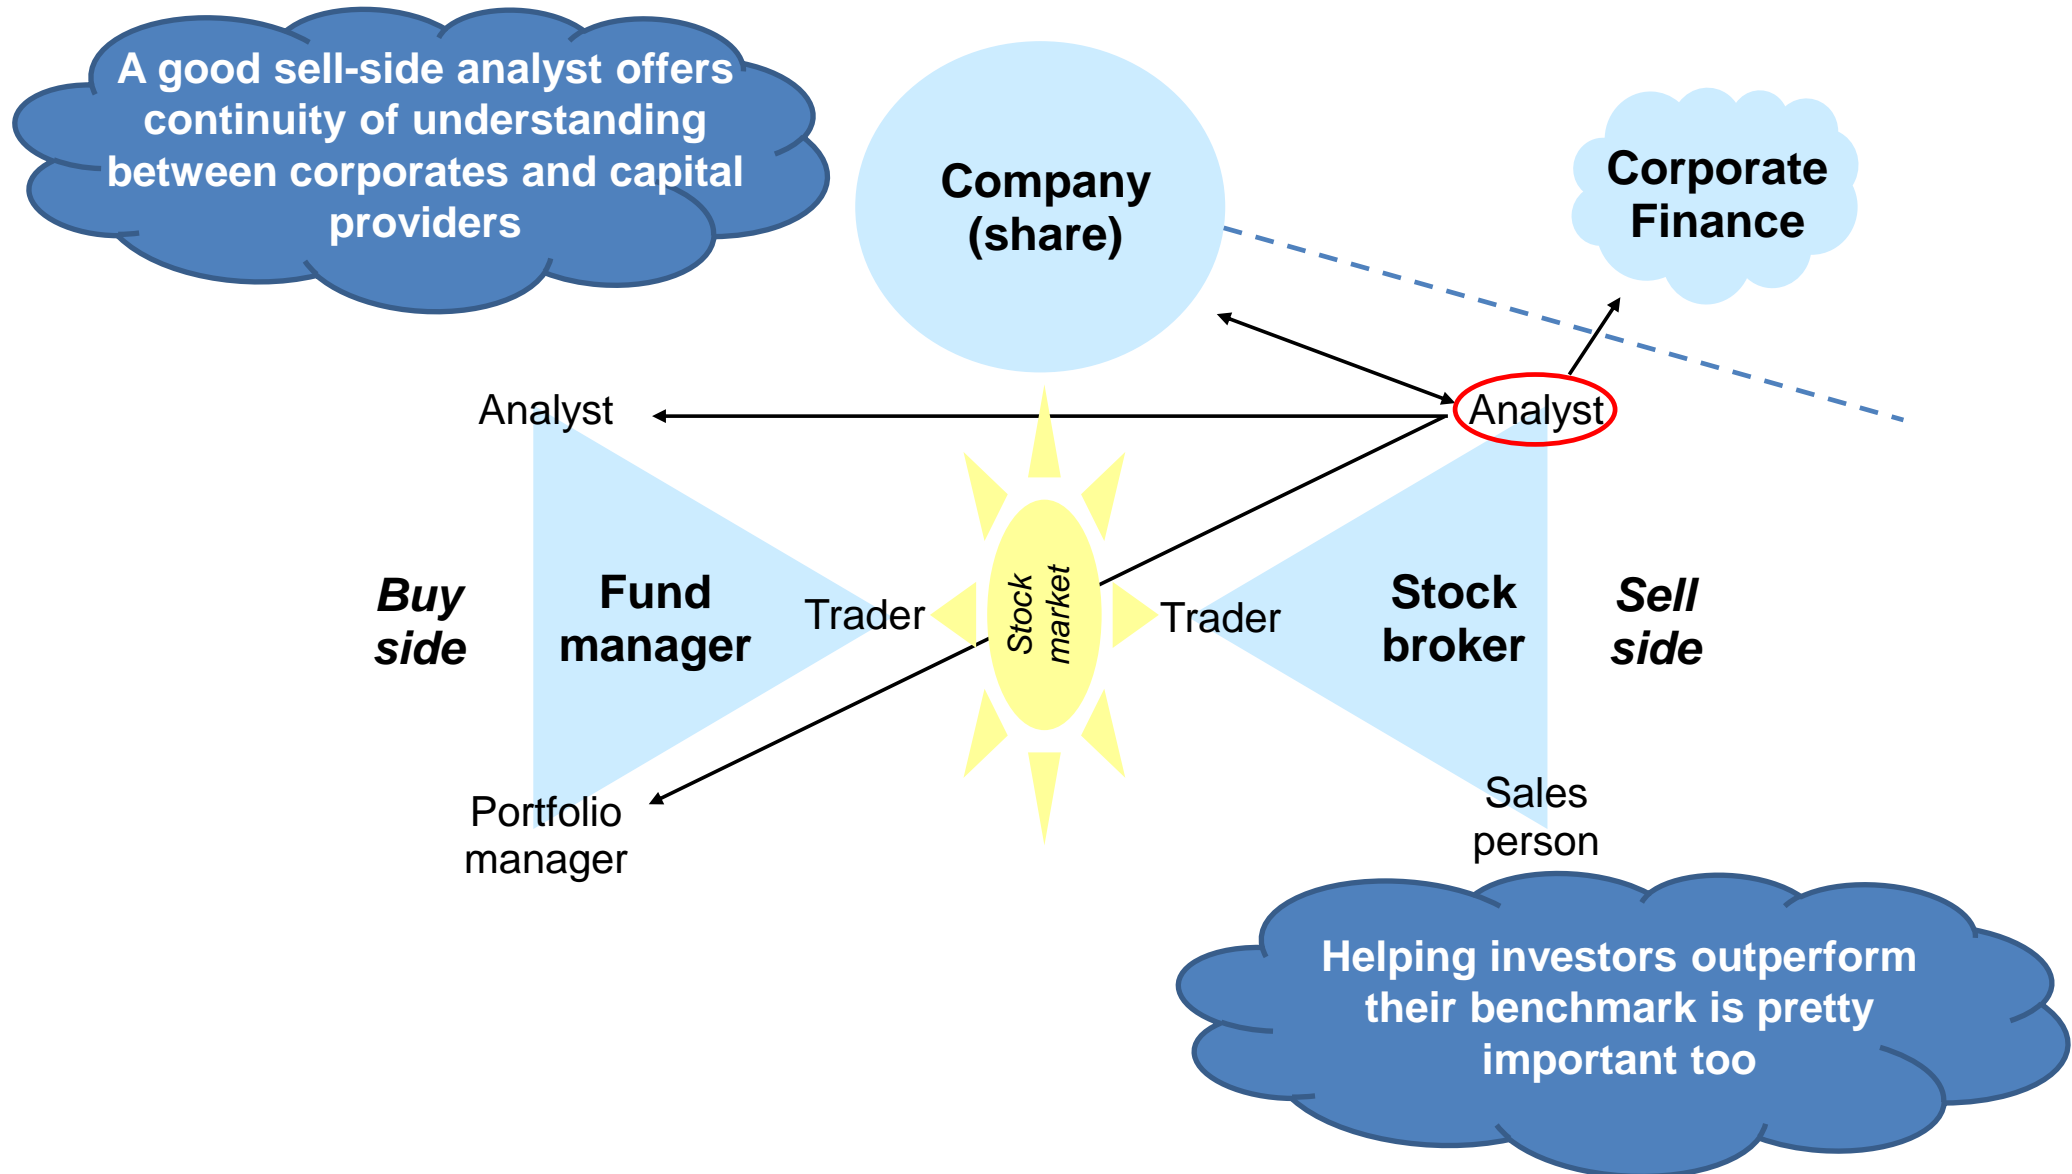 A good sell-side analyst offers
continuity of understanding
between corporates and capital
providers
Company
(share)
Corporate
Finance
Analyst
Analyst
Buy
side
Fund
manager
Trader
Stock
market
Trader
Stock
broker
Sell
side
Portfolio
manager
Sales
person
Helping investors outperform
their benchmark is pretty
important too